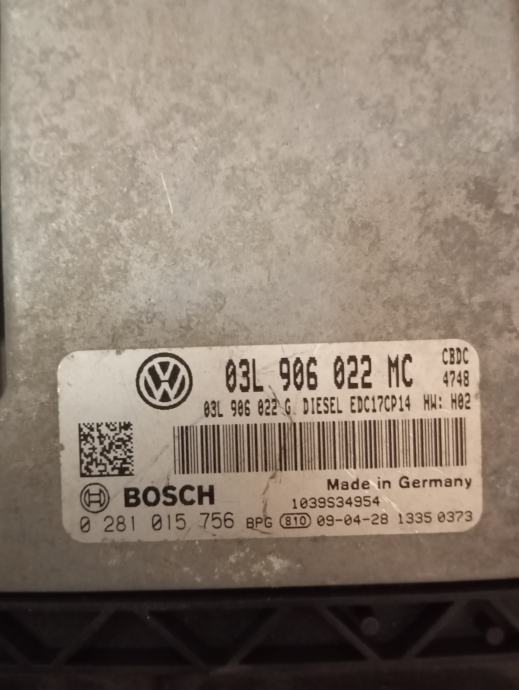 03L 906 022 MC
CBDC
4748
03L 906 022 G DIESEL EDC17CP14 HW: H02
Made in Germany
BOSCH
1039S34954
0 281 015 756 BPG 810 09-04-28 1335 0373